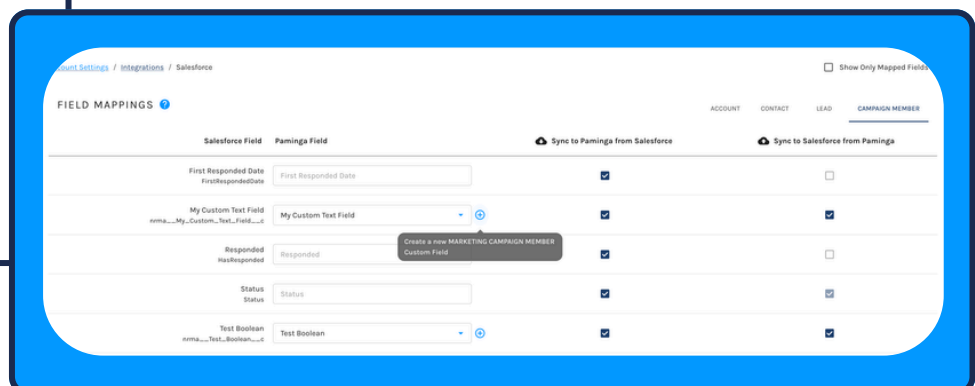 ount Settings / Integrations / Salesforce
Show Only Mapped Fields
FIELD MAPPINGS ?
ACCOUNT CONTACT LEAD CAMPAIGN MEMBER
Salesforce Field Paminga Field Sync to Paminga from Salesforce Sync to Salesforce from Paminga
First Responded Date
FirstRespondedDate
First Responded Date
My Custom Text Field
nrma__My_Custom_Text_Field__c
My Custom Text Field
Create a new MARKETING CAMPAIGN MEMBER
Custom Field
Responded
HasResponded
Responded
Status
Status
Status
Test Boolean
nrma__Test_Boolean__c
Test Boolean